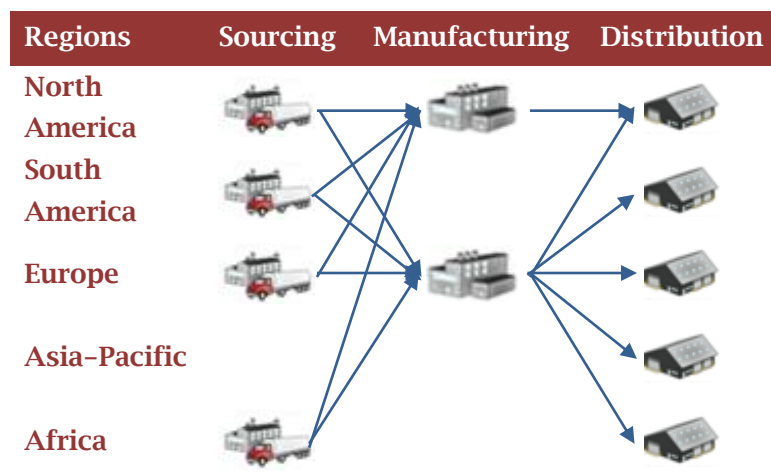 Regions Sourcing Manufacturing Distribution
North
America
South
America
Europe
Asia-Pacific
Africa